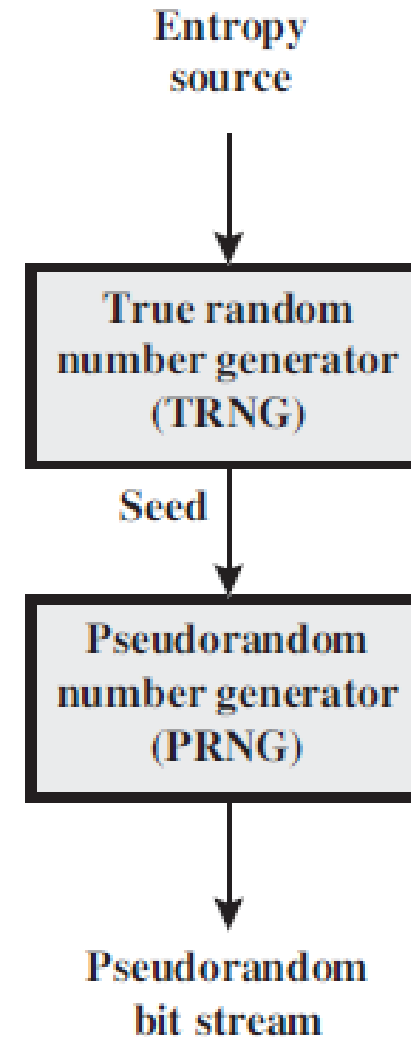 Entropy
source
True random
number generator
(TRNG)
Seed
Pseudorandom
number generator
(PRNG)
Pseudorandom
bit stream